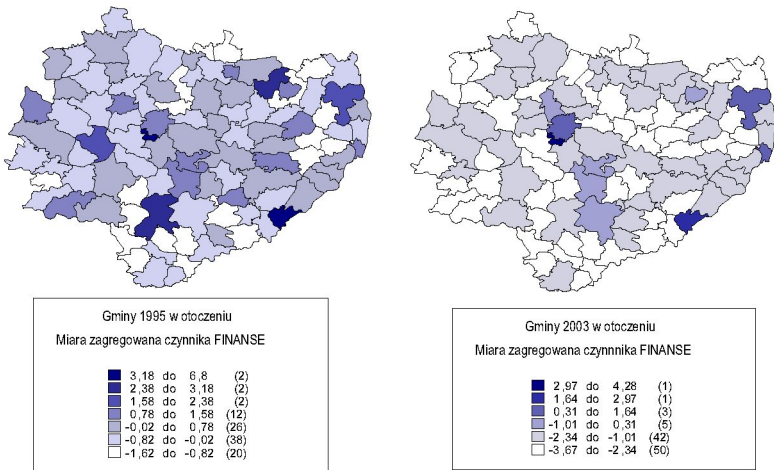 Gminy 1995 w otoczeniu
Miara zagregowana czynnika FINANSE
3,18 do 6,8 (2)
2,38 do 3,18 (2)
1,58 do 2,38 (2)
0,78 do 1,58 (12)
-0,02 do 0,78 (26)
-0,82 do -0,02 (38)
-1,62 do -0,82 (20)
Gminy 2003 w otoczeniu
Miara zagregowana czynnnika FINANSE
2,97 do 4,28 (1)
1,64 do 2,97 (1)
0,31 do 1,64 (3)
-1,01 do 0,31 (5)
-2,34 do -1,01 (42)
-3,67 do -2,34 (50)